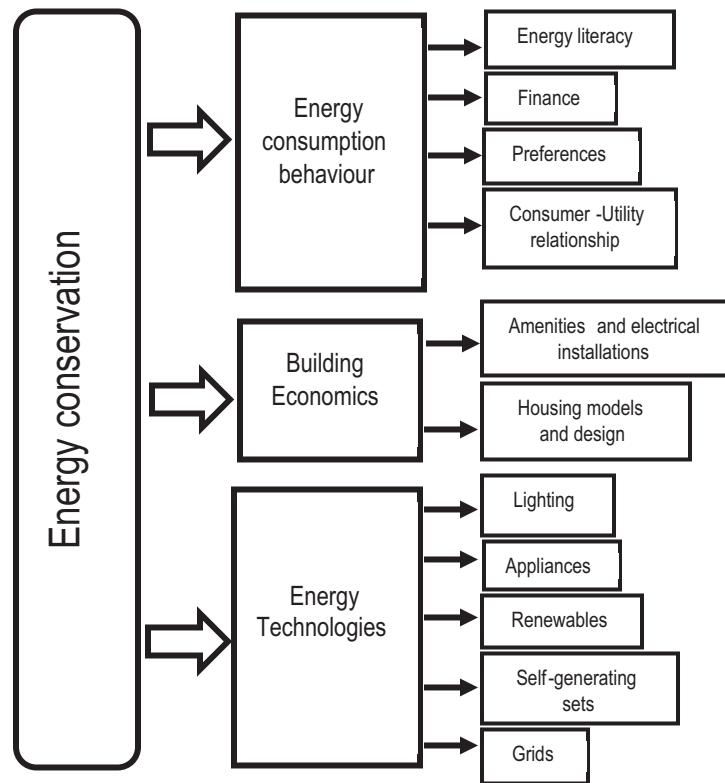 Energy conservation
Energy
consumption
behaviour
Energy literacy
Finance
Preferences
Consumer -Utility
relationship
Building
Economics
Amenities and electrical
installations
Housing models
and design
Energy
Technologies
Lighting
Appliances
Renewables
Self-generating
sets
Grids